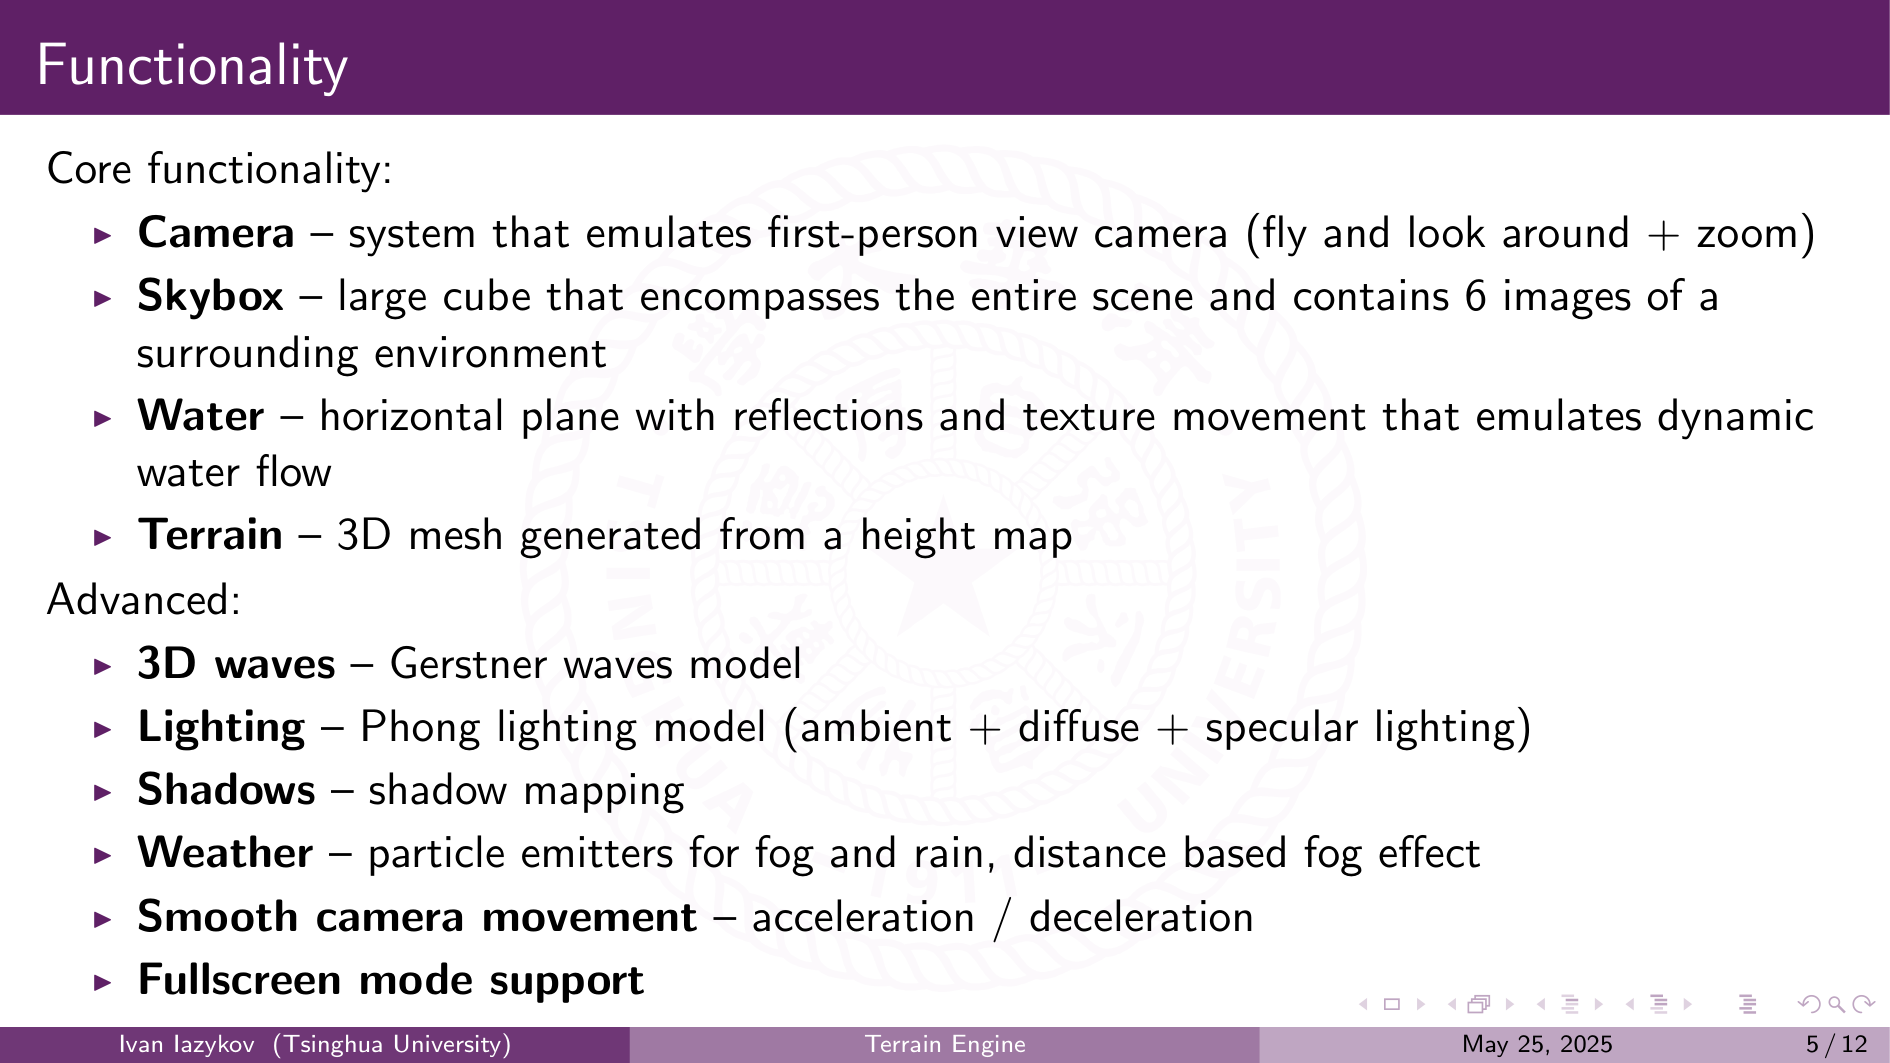 Functionality
Core functionality:
▶ Camera – system that emulates first-person view camera (fly and look around + zoom)
▶ Skybox – large cube that encompasses the entire scene and contains 6 images of a
surrounding environment
▶ Water – horizontal plane with reflections and texture movement that emulates dynamic
water flow
▶ Terrain – 3D mesh generated from a height map
Advanced:
▶ 3D waves – Gerstner waves model
▶ Lighting – Phong lighting model (ambient + diffuse + specular lighting)
▶ Shadows – shadow mapping
▶ Weather – particle emitters for fog and rain, distance based fog effect
▶ Smooth camera movement – acceleration / deceleration
▶ Fullscreen mode support
Ivan Iazykov (Tsinghua University)
Terrain Engine
May 25, 2025
5 / 12